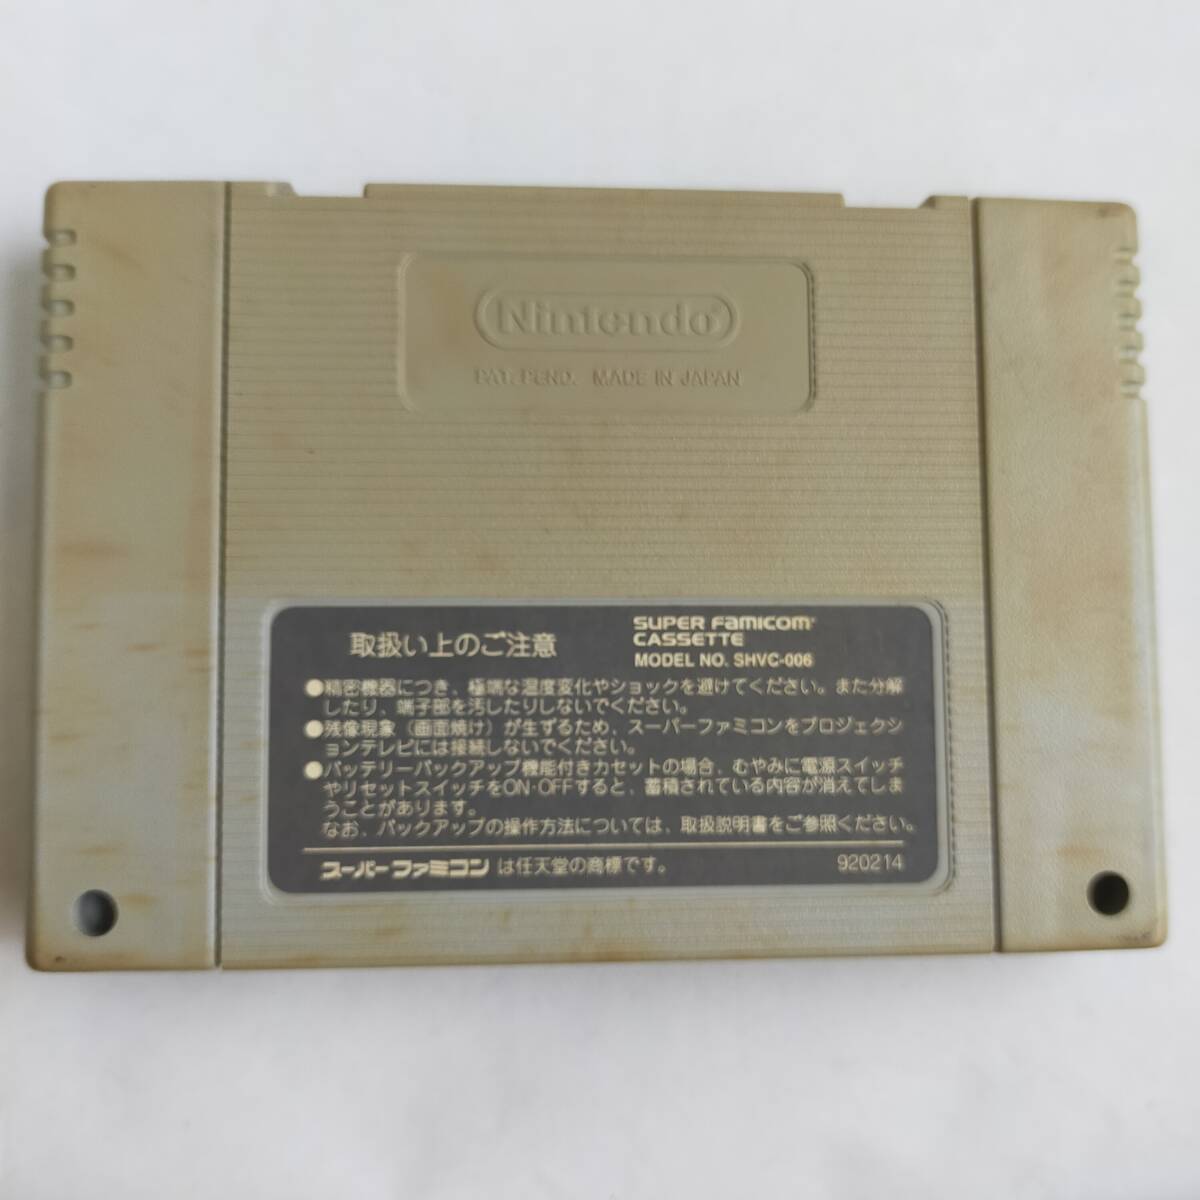 Nintendo®
PAT. PEND. MADE IN JAPAN
取扱い上のご注意
SUPER FAMICOM
CASSETTE
MODEL NO. SHVC-006
●精密機器につき、極端な温度変化やショックを避けてください。また分解
したり、端子部を汚したりしないでください。
●残像現象（画面焼け）が生ずるため、スーパーファミコンをプロジェクシ
ョンテレビには接続しないでください。
●バッテリーバックアップ機能付きカセットの場合、むやみに電源スイッチ
やリセットスイッチをON・OFFすると、蓄積されている内容が消えてしま
うことがあります。
なお、バックアップの操作方法については、取扱説明書をご参照ください。
スーパーファミコン は任天堂の商標です。
920214